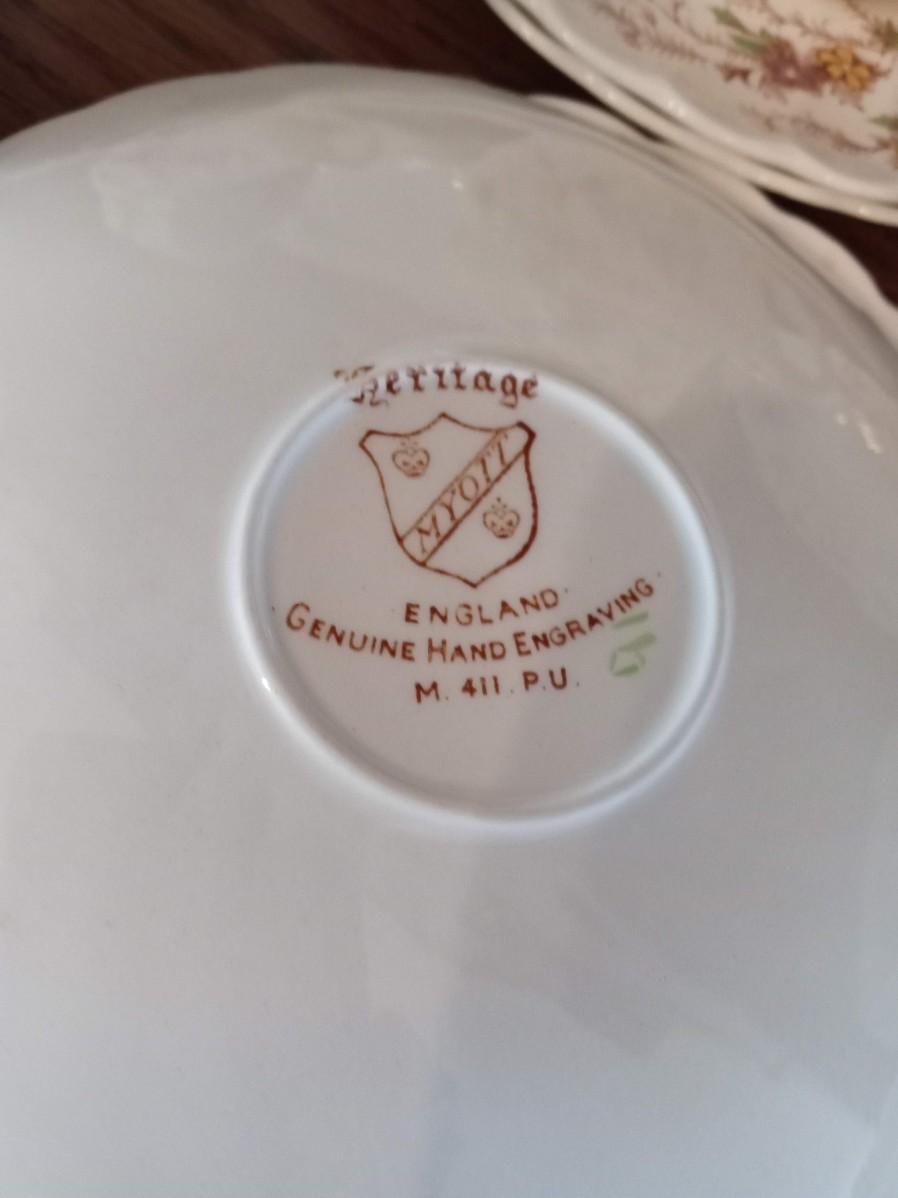 Heritage
MYOTT
ENGLAND.
GENUINE HAND ENGRAVING.
M. 411. P.U.